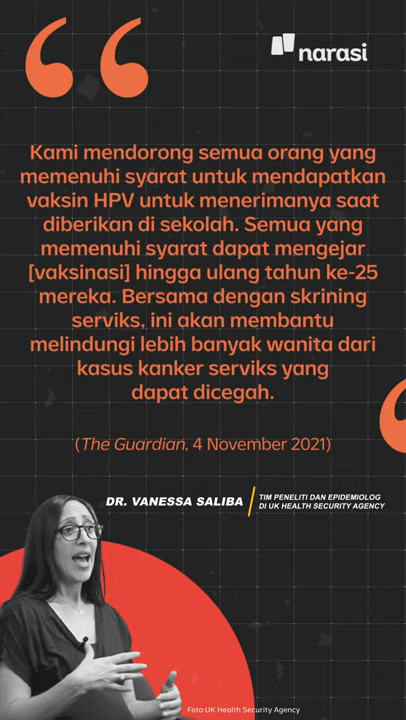 narasi
Kami mendorong semua orang yang
memenuhi syarat untuk mendapatkan
vaksin HPV untuk menerimanya saat
diberikan di sekolah. Semua yang
memenuhi syarat dapat mengejar
[vaksinasi] hingga ulang tahun ke-25
mereka. Bersama dengan skrining
serviks, ini akan membantu
melindungi lebih banyak wanita dari
kasus kanker serviks yang
dapat dicegah.
(The Guardian, 4 November 2021)
DR. VANESSA SALIBA
TIM PENELITI DAN EPIDEMIOLOG
DI UK HEALTH SECURITY AGENCY
Foto:UK Health Security Agency